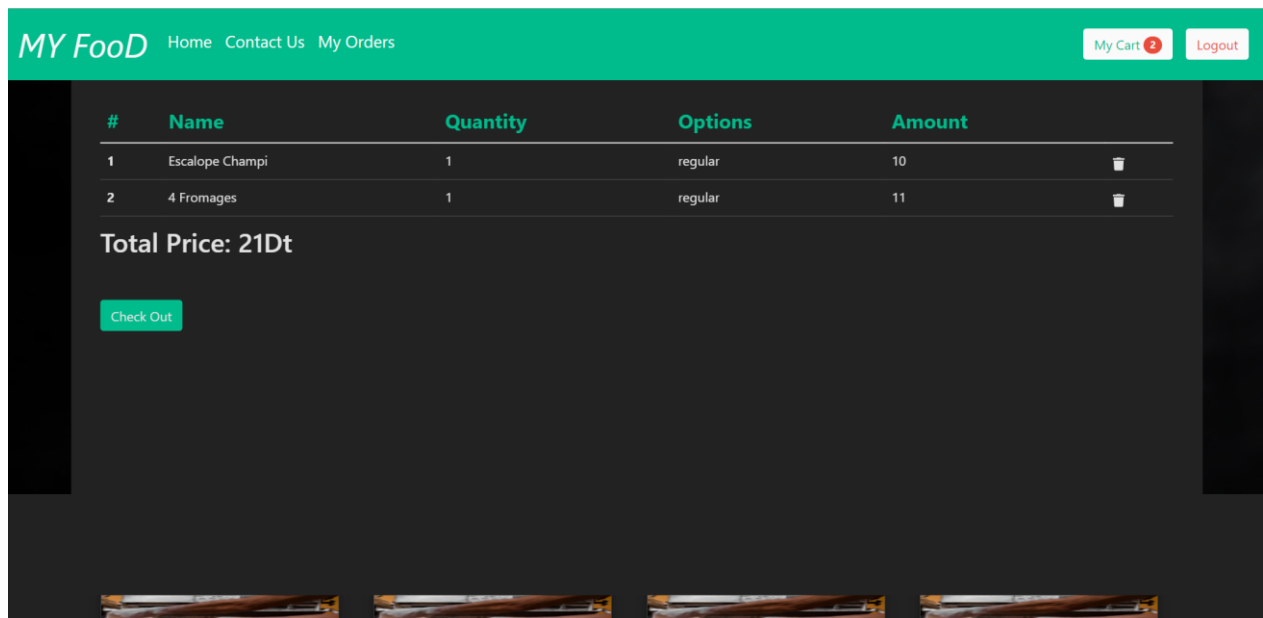 MY FooD Home Contact Us My Orders My Cart 2 Logout
# Name Quantity Options Amount
1 Escalope Champi 1 regular 10
2 4 Fromages 1 regular 11
Total Price: 21Dt
Check Out